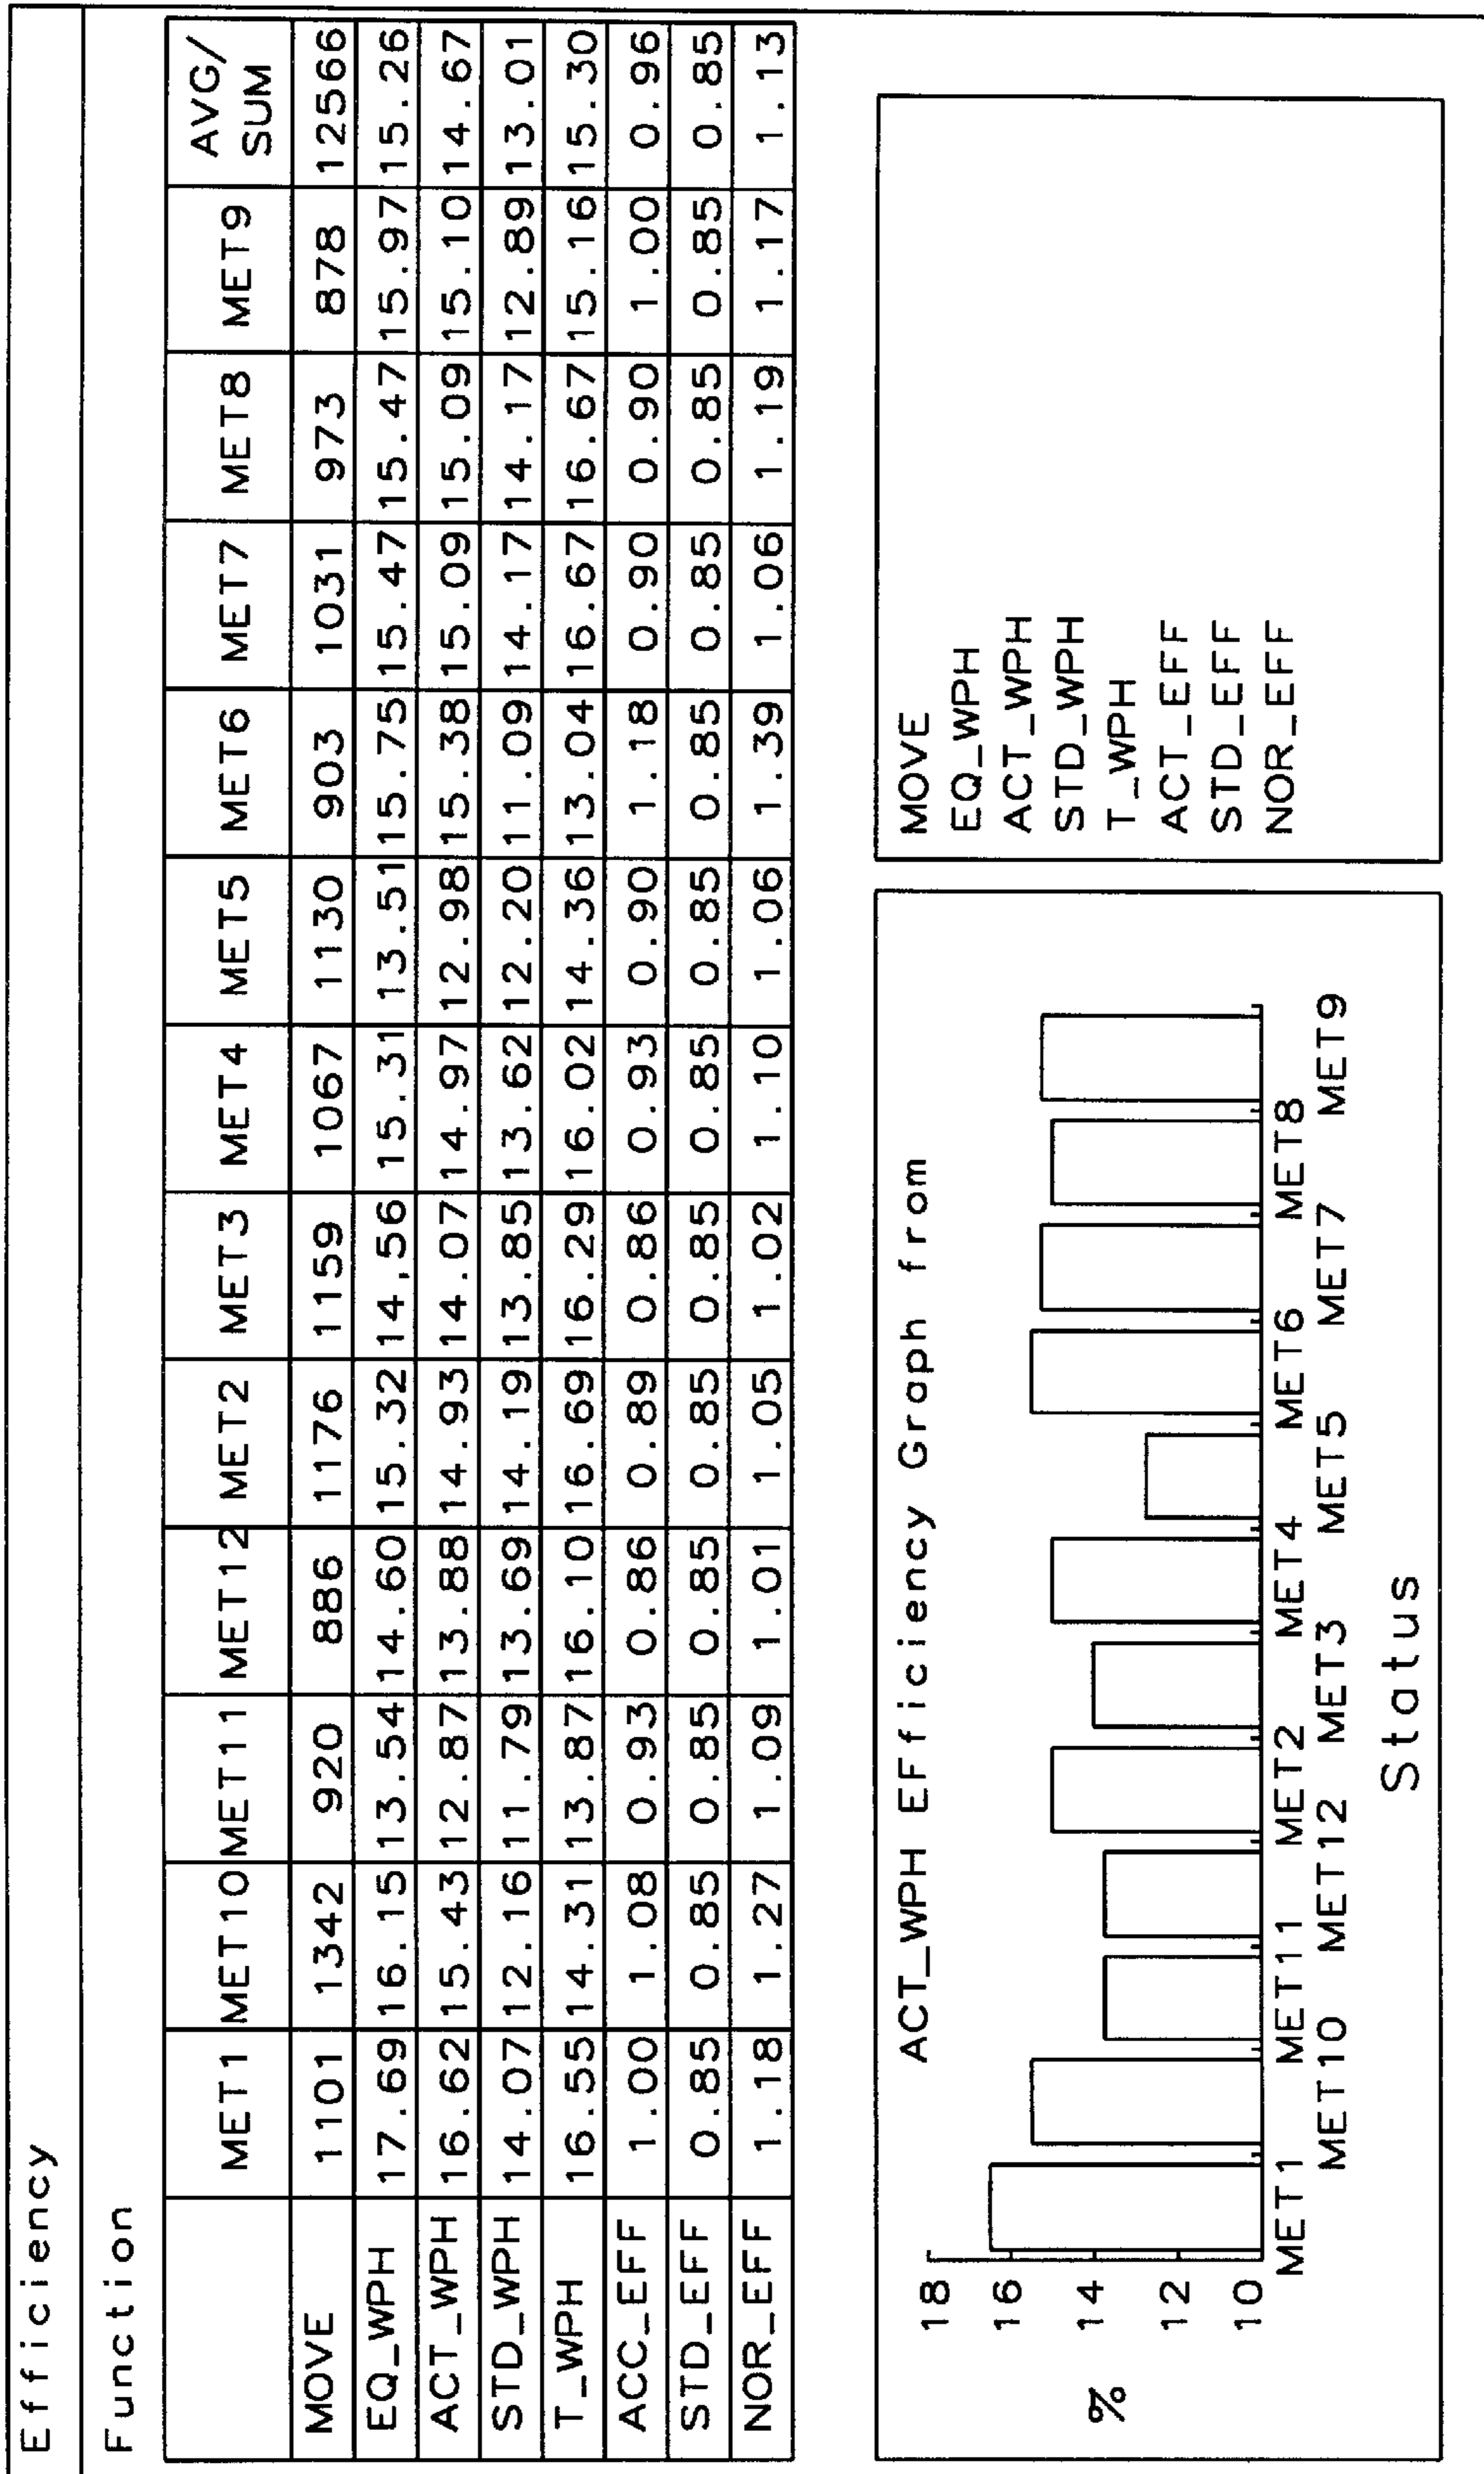 Efficiency
Function
MET1 MET10 MET11 MET12 MET2 MET3 MET4 MET5 MET6 MET7 MET8 MET9 AVG/
SUM
MOVE 1101 1342 920 886 1176 1159 1067 1130 903 1031 973 878 12566
EQ_WPH 17.69 16.15 13.54 14.60 15.32 14,56 15.31 13.51 15.75 15.47 15.47 15.97 15.26
ACT_WPH 16.62 15.43 12.87 13.88 14.93 14.07 14.97 12.98 15.38 15.09 15.09 15.10 14.67
STD_WPH 14.07 12.16 11.79 13.69 14.19 13.85 13.62 12.20 11.09 14.17 14.17 12.89 13.01
T_WPH 16.55 14.31 13.87 16.10 16.69 16.29 16.02 14.36 13.04 16.67 16.67 15.16 15.30
ACC_EFF 1.00 1.08 0.93 0.86 0.89 0.86 0.93 0.90 1.18 0.90 0.90 1.00 0.96
STD_EFF 0.85 0.85 0.85 0.85 0.85 0.85 0.85 0.85 0.85 0.85 0.85 0.85 0.85
NOR_EFF 1.18 1.27 1.09 1.01 1.05 1.02 1.10 1.06 1.39 1.06 1.19 1.17 1.13
ACT_WPH EFficiency Graph from
18
16
14
12
10
%
MET1 MET11 MET2 MET4 MET6 MET8
MET10 MET12 MET3 MET5 MET7 MET9
Status
MOVE
EQ_WPH
ACT_WPH
STD_WPH
T_WPH
ACT_EFF
STD_EFF
NOR_EFF